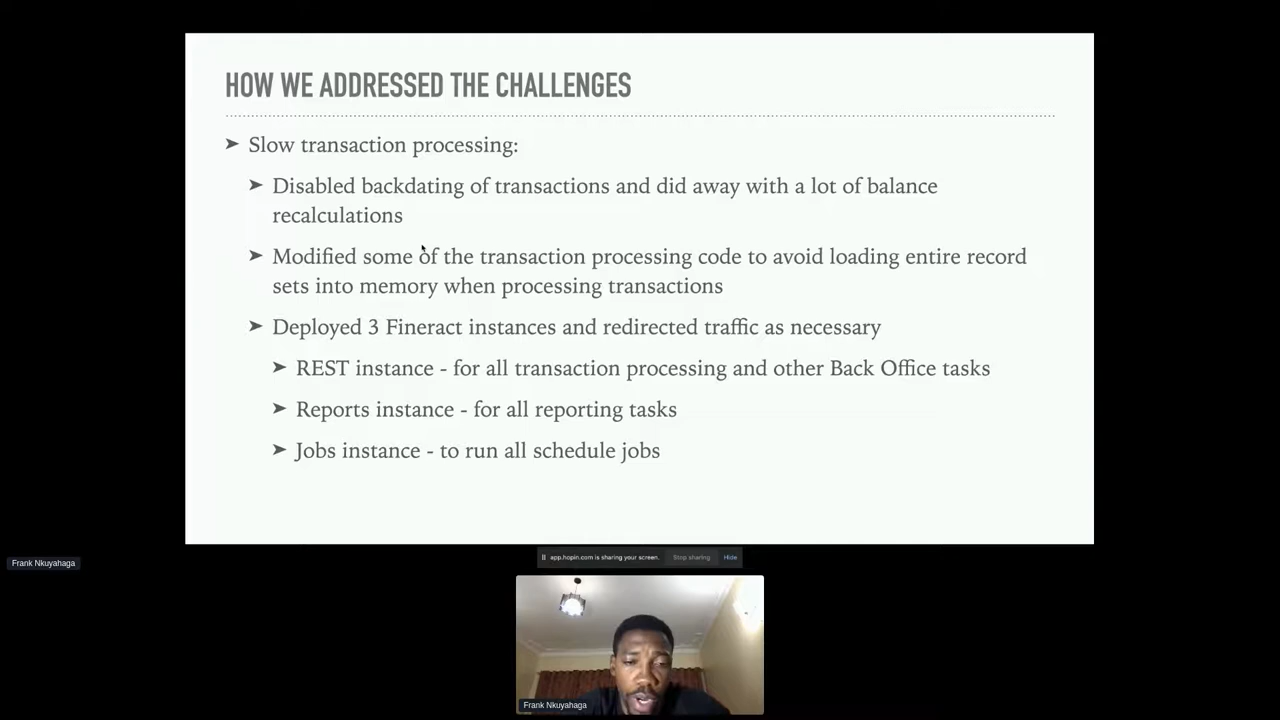 HOW WE ADDRESSED THE CHALLENGES
➤ Slow transaction processing:
➤ Disabled backdating of transactions and did away with a lot of balance
recalculations
➤ Modified some of the transaction processing code to avoid loading entire record
sets into memory when processing transactions
➤ Deployed 3 Fineract instances and redirected traffic as necessary
➤ REST instance - for all transaction processing and other Back Office tasks
➤ Reports instance - for all reporting tasks
➤ Jobs instance - to run all schedule jobs
app.hopin.com is sharing your screen. Stop sharing Hide
Frank Nkuyahaga
Frank Nkuyahaga